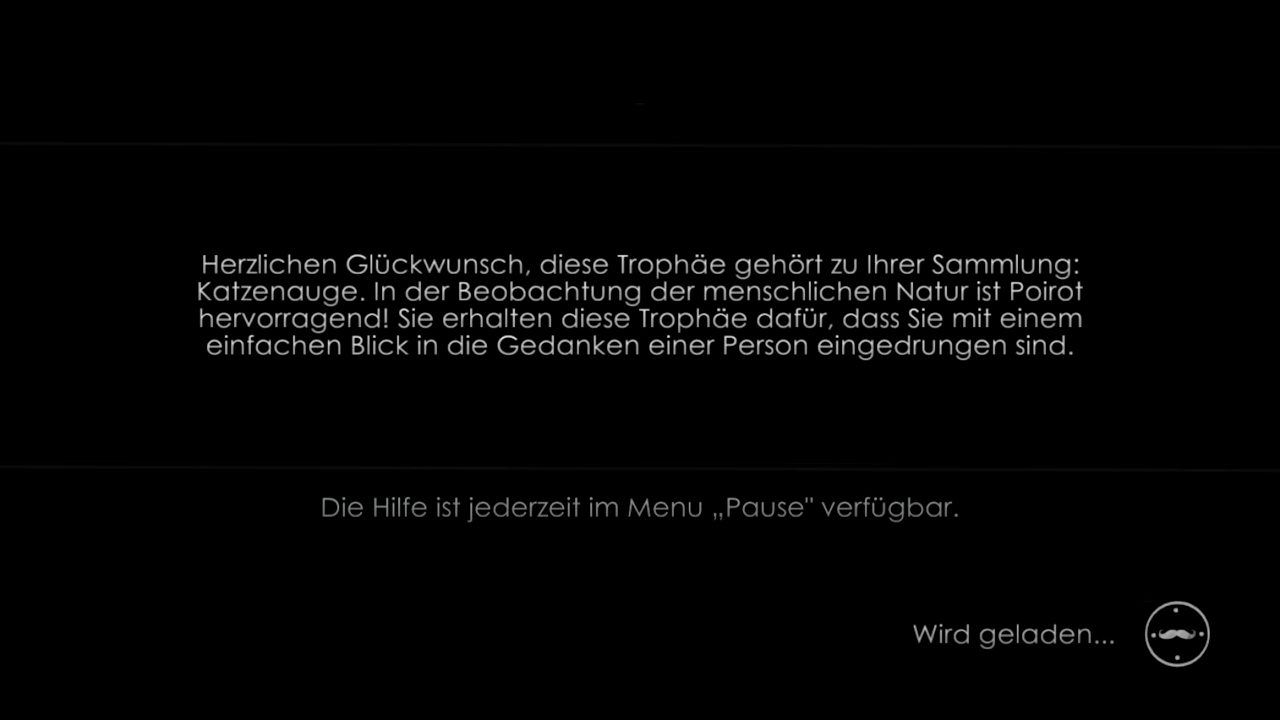 Herzlichen Glückwunsch, diese Trophäe gehört zu Ihrer Sammlung:
Katzenauge. In der Beobachtung der menschlichen Natur ist Poirot
hervorragend! Sie erhalten diese Trophäe dafür, dass Sie mit einem
einfachen Blick in die Gedanken einer Person eingedrungen sind.
Die Hilfe ist jederzeit im Menu „Pause" verfügbar.
Wird geladen...